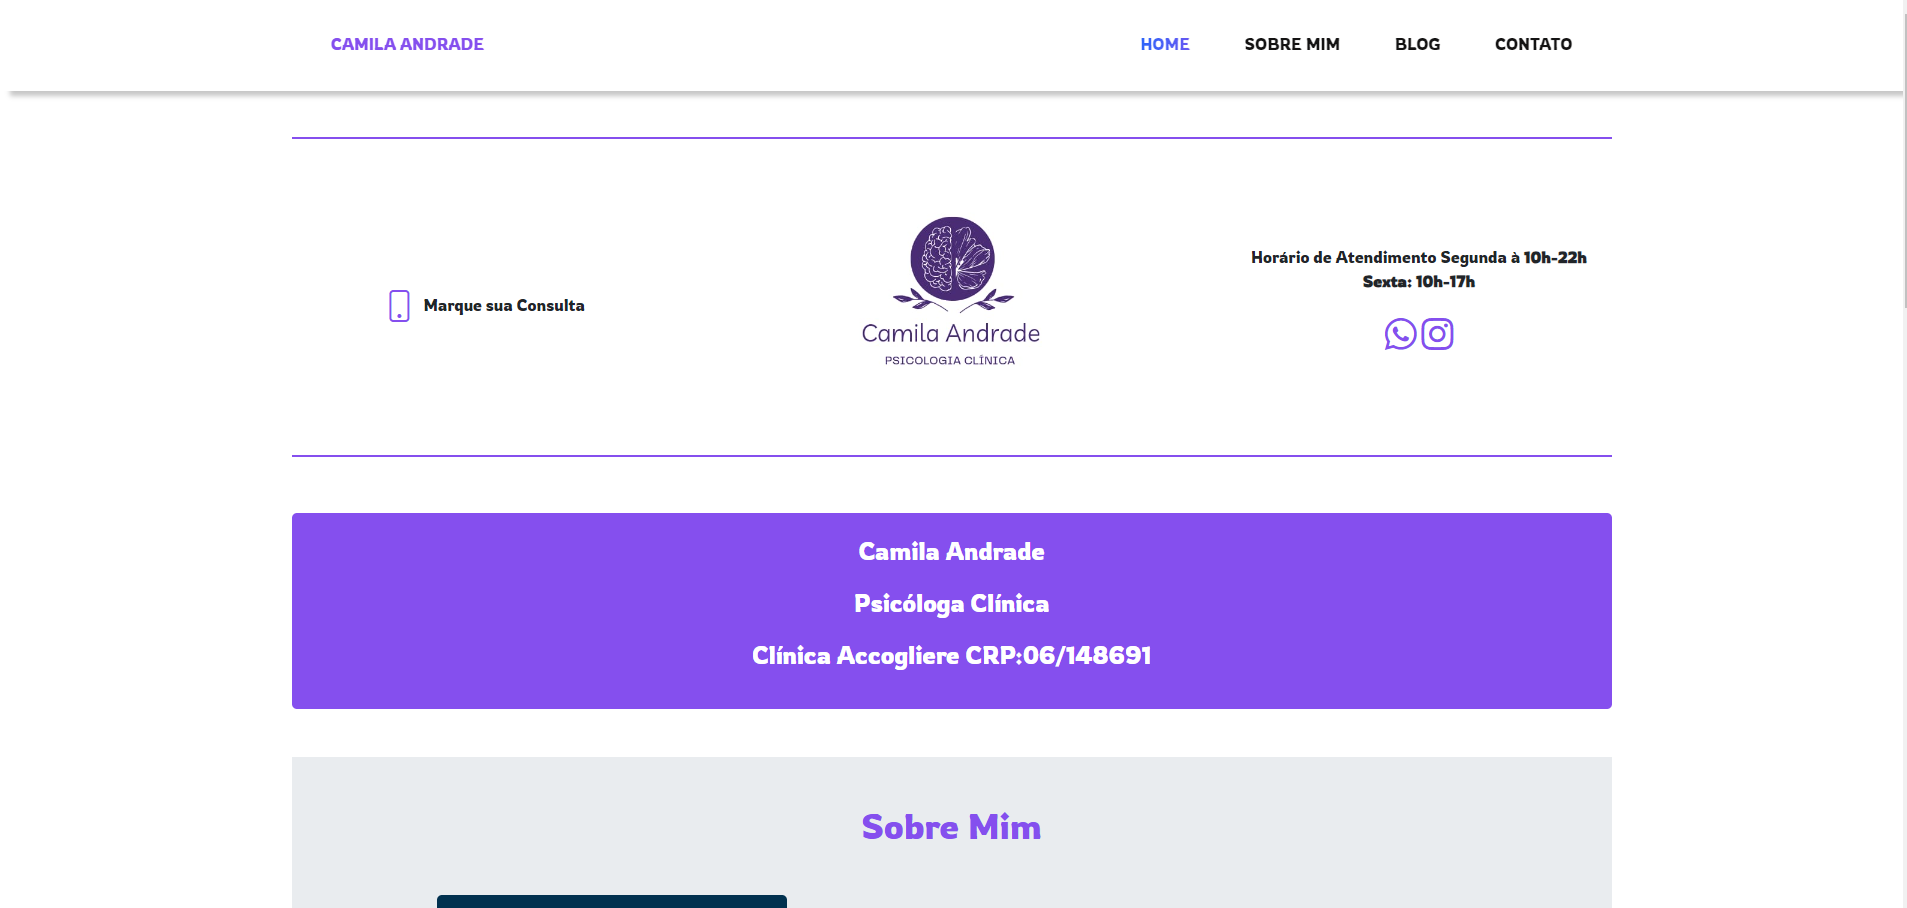 CAMILA ANDRADE
HOME
SOBRE MIM
BLOG
CONTATO
Marque sua Consulta
Camila Andrade
PSICOLOGIA CLÍNICA
Horário de Atendimento Segunda à 10h-22h
Sexta: 10h-17h
Camila Andrade
Psicóloga Clínica
Clínica Accogliere CRP:06/148691
Sobre Mim